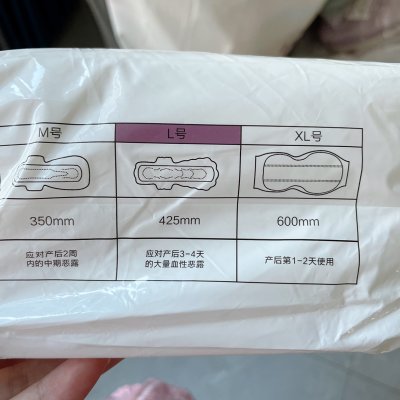 M号 L号 XL号
350mm 425mm 600mm
应对产后2周 应对产后3-4天 产后第1-2天使用
内的中期恶露 的大量血性恶露